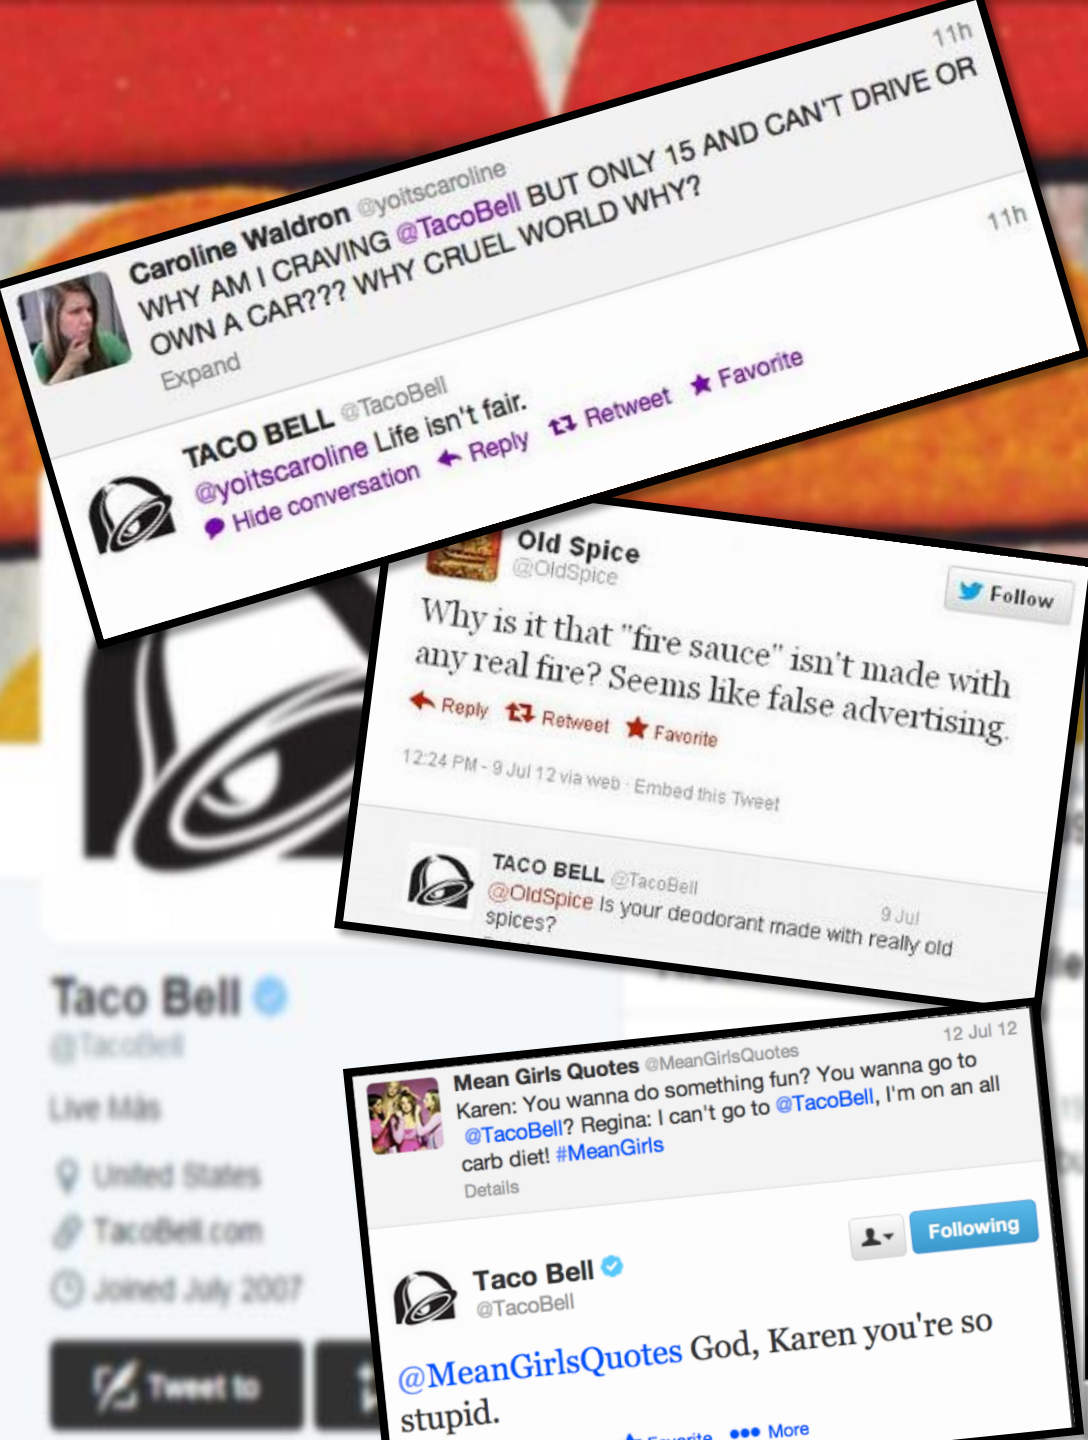 11h
Caroline Waldron @yoitscaroline
WHY AM I CRAVING @TacoBell BUT ONLY 15 AND CAN'T DRIVE OR
OWN A CAR??? WHY CRUEL WORLD WHY?
Expand
11h
TACO BELL @TacoBell
@yoitscaroline Life isn't fair.
Hide conversation Reply Retweet Favorite
Old Spice
@OldSpice
Follow
Why is it that "fire sauce" isn't made with
any real fire? Seems like false advertising.
Reply Retweet Favorite
12:24 PM - 9 Jul 12 via web · Embed this Tweet
TACO BELL @TacoBell
9 Jul
@OldSpice Is your deodorant made with really old
spices?
Taco Bell
@TacoBell
Live Más
United States
TacoBell.com
Joined July 2007
Tweet to
12 Jul 12
Mean Girls Quotes @MeanGirlsQuotes
Karen: You wanna do something fun? You wanna go to
@TacoBell? Regina: I can't go to @TacoBell, I'm on an all
carb diet! #MeanGirls
Details
Following
Taco Bell
@TacoBell
@MeanGirlsQuotes God, Karen you're so
stupid.
Favorite More